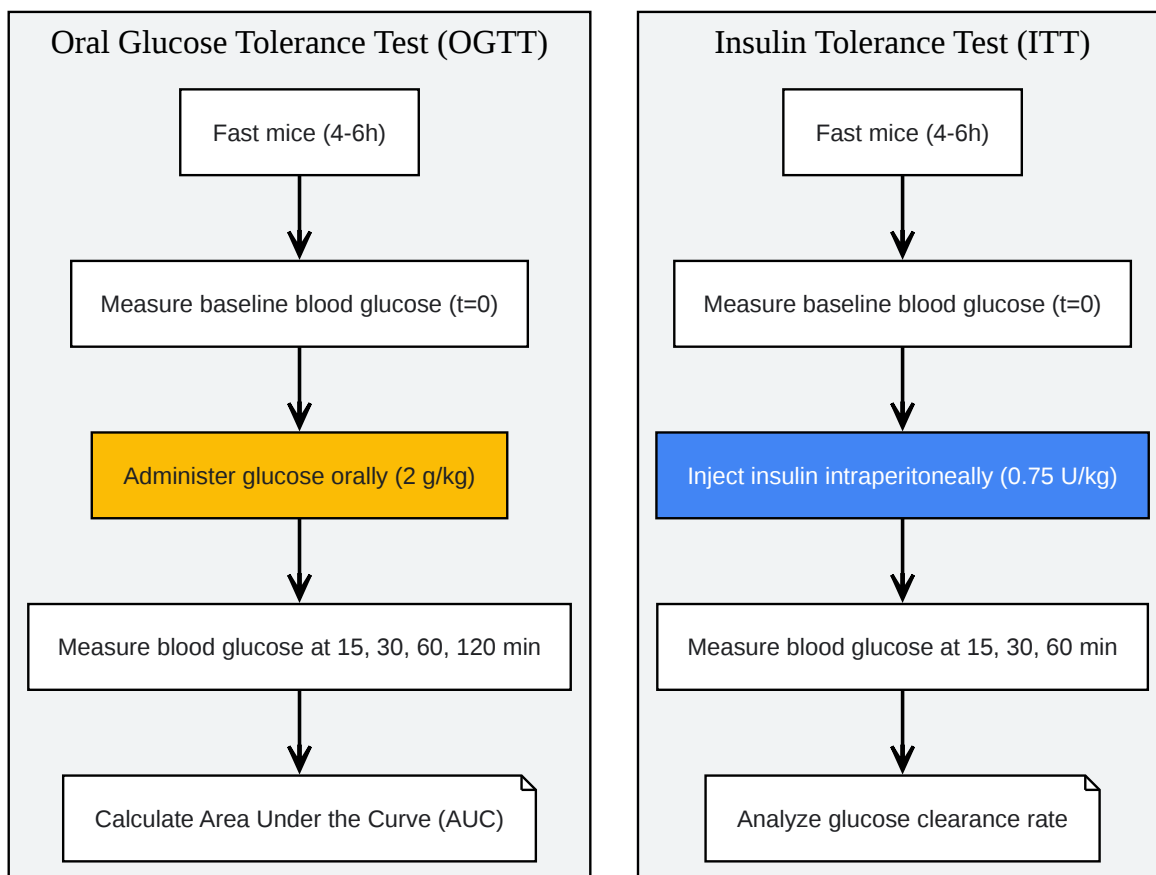 Oral Glucose Tolerance Test (OGTT)
Fast mice (4-6h)
Measure baseline blood glucose (t=0)
Administer glucose orally (2 g/kg)
Measure blood glucose at 15, 30, 60, 120 min
Calculate Area Under the Curve (AUC)
Insulin Tolerance Test (ITT)
Fast mice (4-6h)
Measure baseline blood glucose (t=0)
Inject insulin intraperitoneally (0.75 U/kg)
Measure blood glucose at 15, 30, 60 min
Analyze glucose clearance rate